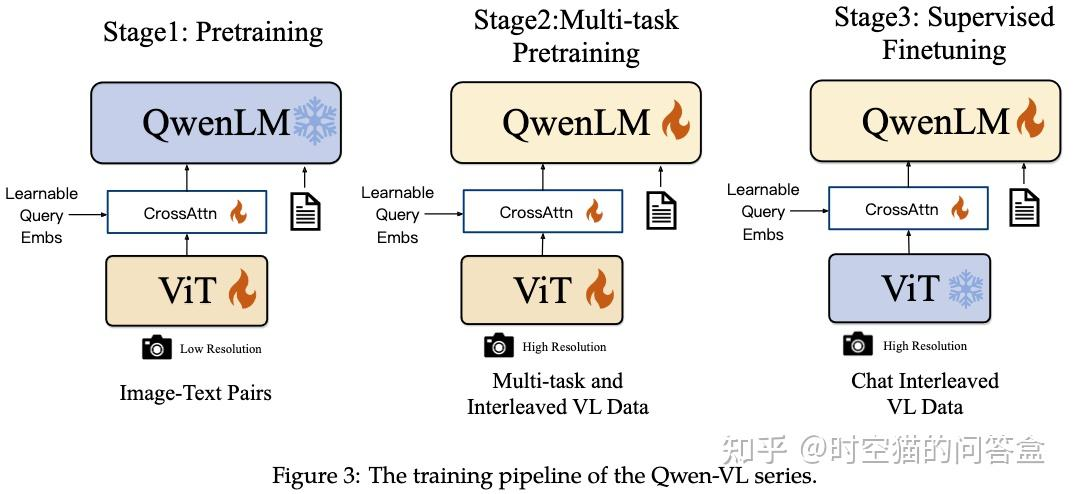 Stage1: Pretraining
QwenLM
Learnable
Query
Embs
CrossAttn
ViT
Low Resolution
Image-Text Pairs
Stage2:Multi-task
Pretraining
QwenLM
Learnable
Query
Embs
CrossAttn
ViT
High Resolution
Multi-task and
Interleaved VL Data
Stage3: Supervised
Finetuning
QwenLM
Learnable
Query
Embs
CrossAttn
ViT
High Resolution
Chat Interleaved
VL Data
知乎 @时空猫的问答盒
Figure 3: The training pipeline of the Qwen-VL series.